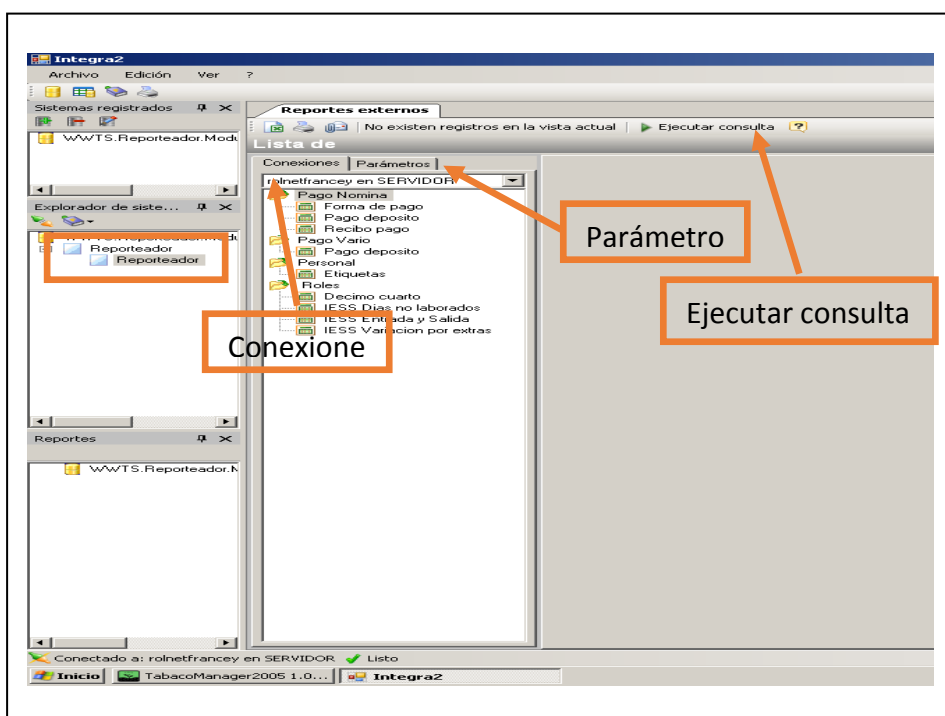 Integra2
Archivo Edición Ver ?
Sistemas registrados
WWTS.Reporteador.Modu
Explorador de siste...
Reporteador
Reporteador
Reportes
WWTS.Reporteador.M
Reportes externos
No existen registros en la vista actual Ejecutar consulta
Lista de
Conexiones Parámetros
rolnetfrancey en SERVIDOR
Pago Nomina
Forma de pago
Pago deposito
Recibo pago
Pago Vario
Pago deposito
Personal
Etiquetas
Roles
Decimo cuarto
IESS Dias no laborados
IESS Entrada y Salida
IESS Variacion por extras
Parámetro
Ejecutar consulta
Conexione
Conectado a: rolnetfrancey en SERVIDOR Listo
Inicio TabacoManager2005 1.0... Integra2